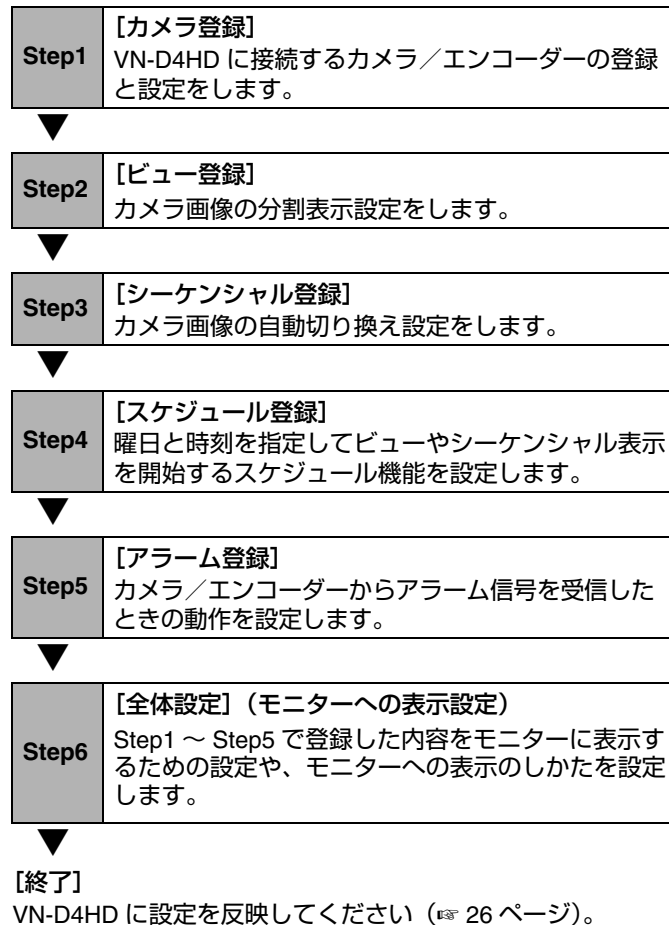 Step1
［カメラ登録］
VN-D4HD に接続するカメラ／エンコーダーの登録
と設定をします。
▼
Step2
［ビュー登録］
カメラ画像の分割表示設定をします。
▼
Step3
［シーケンシャル登録］
カメラ画像の自動切り換え設定をします。
▼
Step4
［スケジュール登録］
曜日と時刻を指定してビューやシーケンシャル表示
を開始するスケジュール機能を設定します。
▼
Step5
［アラーム登録］
カメラ／エンコーダーからアラーム信号を受信した
ときの動作を設定します。
▼
Step6
［全体設定］（モニターへの表示設定）
Step1 ～ Step5 で登録した内容をモニターに表示す
るための設定や、モニターへの表示のしかたを設定
します。
▼
［終了］
VN-D4HD に設定を反映してください（☞ 26 ページ）。